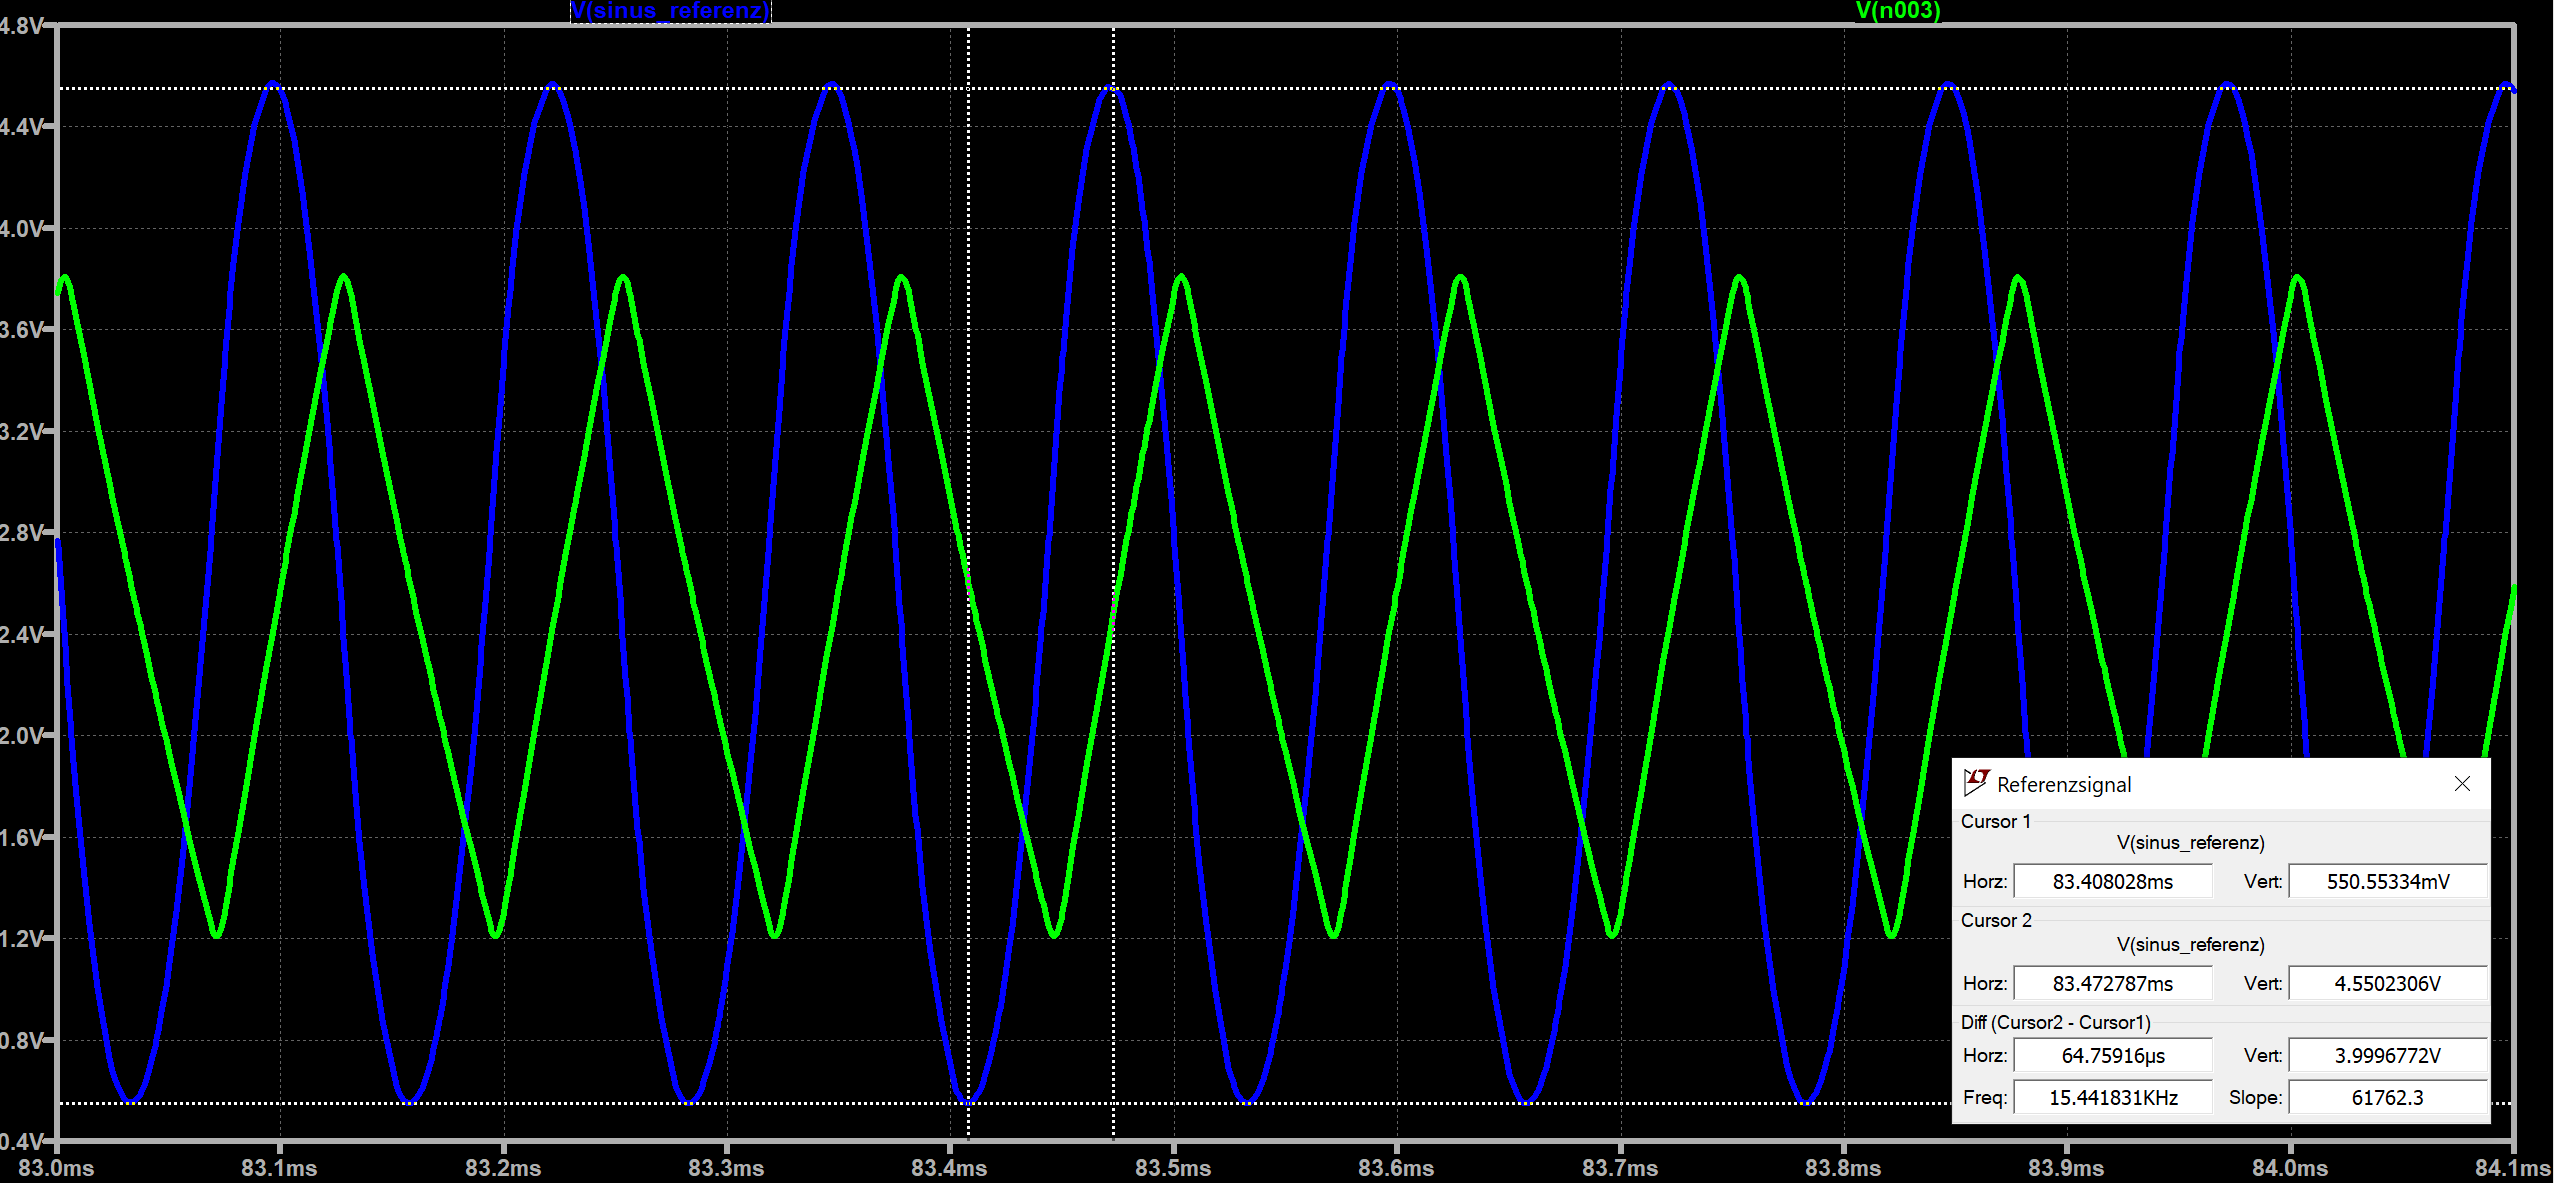 V(sinus_referenz) V(n003)
4.8V
4.4V
4.0V
3.6V
3.2V
2.8V
2.4V
2.0V
1.6V
1.2V
0.8V
0.4V
83.0ms 83.1ms 83.2ms 83.3ms 83.4ms 83.5ms 83.6ms 83.7ms 83.8ms 83.9ms 84.0ms 84.1ms
Referenzsignal
Cursor 1
V(sinus_referenz)
Horz: 83.408028ms Vert: 550.55334mV
Cursor 2
V(sinus_referenz)
Horz: 83.472787ms Vert: 4.5502306V
Diff (Cursor2 - Cursor1)
Horz: 64.75916µs Vert: 3.9996772V
Freq: 15.441831KHz Slope: 61762.3